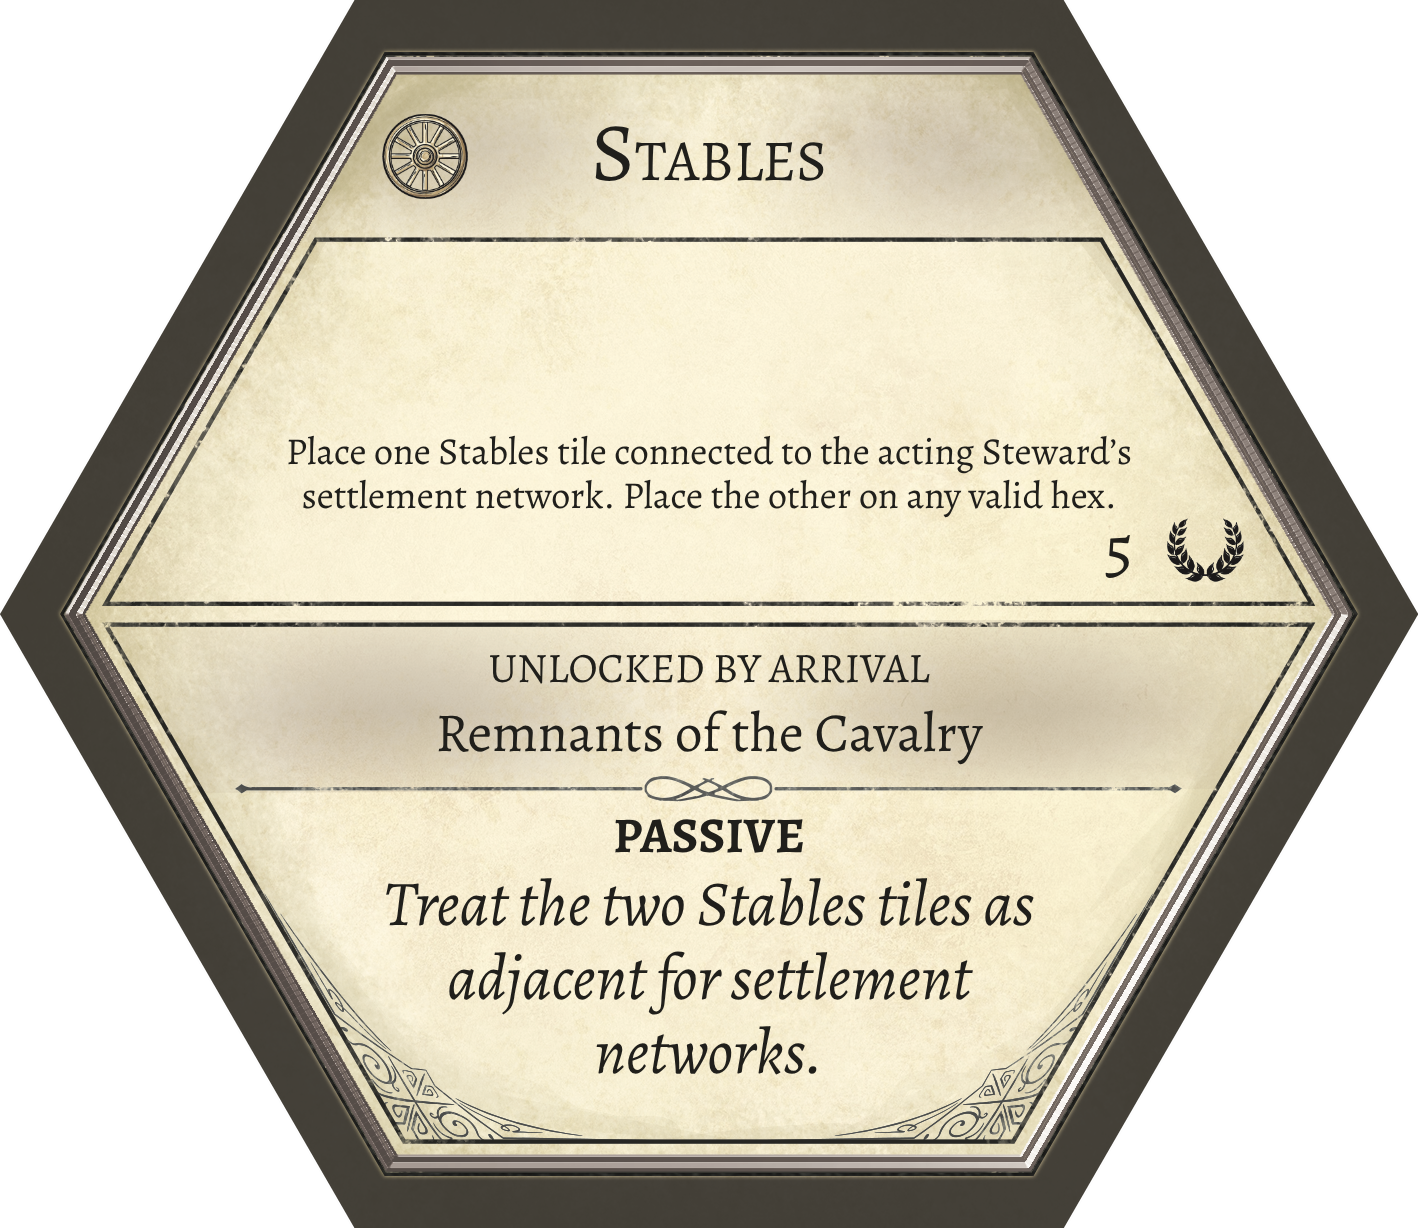 Stables
Place one Stables tile connected to the acting Steward’s
settlement network. Place the other on any valid hex.
5
UNLOCKED BY ARRIVAL
Remnants of the Cavalry
PASSIVE
Treat the two Stables tiles as
adjacent for settlement
networks.